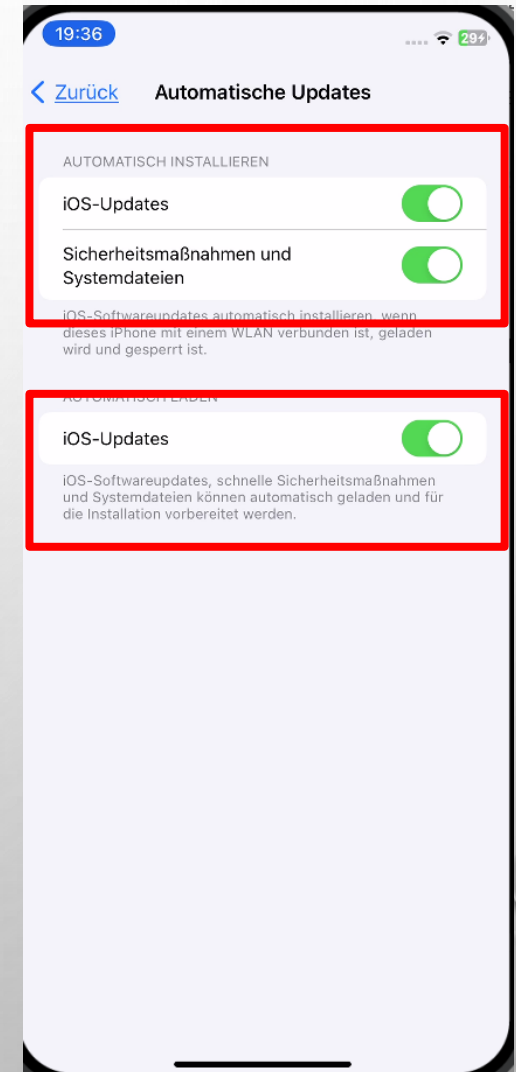 19:36
29
Zurück Automatische Updates
AUTOMATISCH INSTALLIEREN
iOS-Updates
Sicherheitsmaßnahmen und
Systemdateien
iOS-Softwareupdates automatisch installieren, wenn
dieses iPhone mit einem WLAN verbunden ist, geladen
wird und gesperrt ist.
AUTOMATISCH LADEN
iOS-Updates
iOS-Softwareupdates, schnelle Sicherheitsmaßnahmen
und Systemdateien können automatisch geladen und für
die Installation vorbereitet werden.